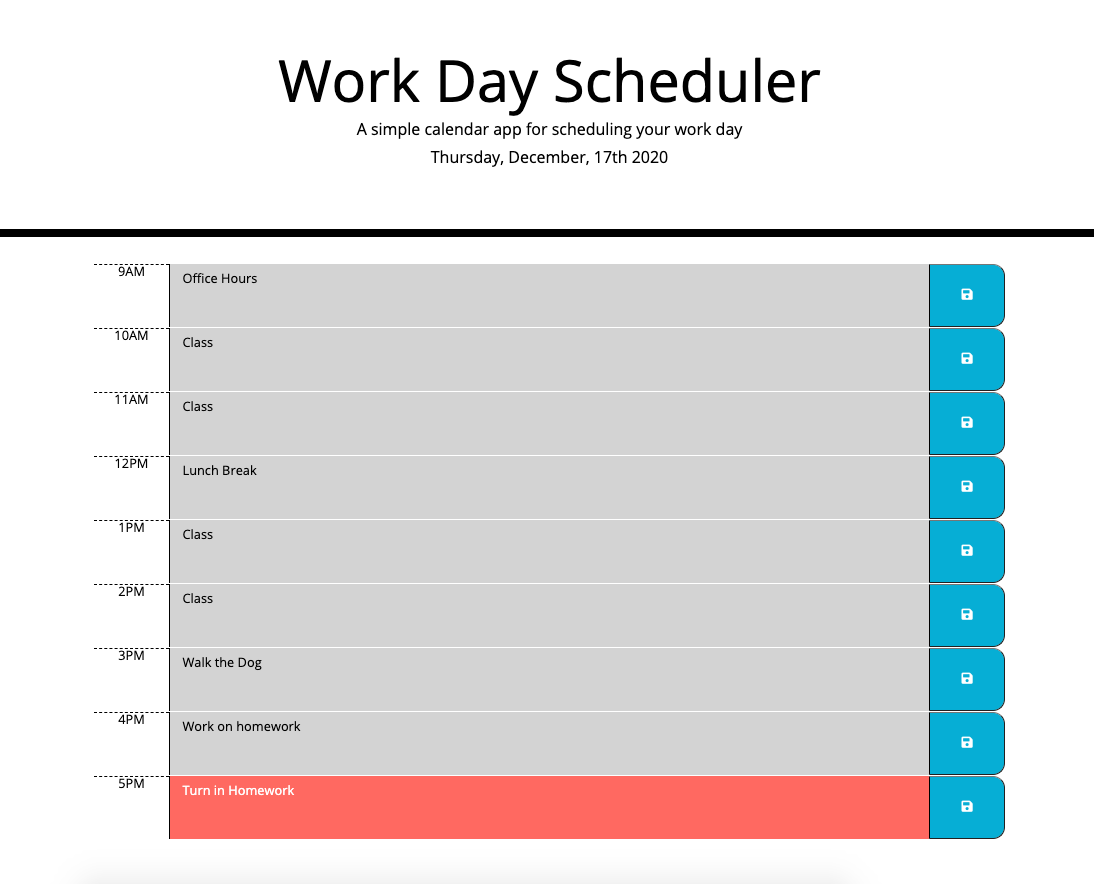 Work Day Scheduler
A simple calendar app for scheduling your work day
Thursday, December, 17th 2020
9AM Office Hours
10AM Class
11AM Class
12PM Lunch Break
1PM Class
2PM Class
3PM Walk the Dog
4PM Work on homework
5PM Turn in Homework